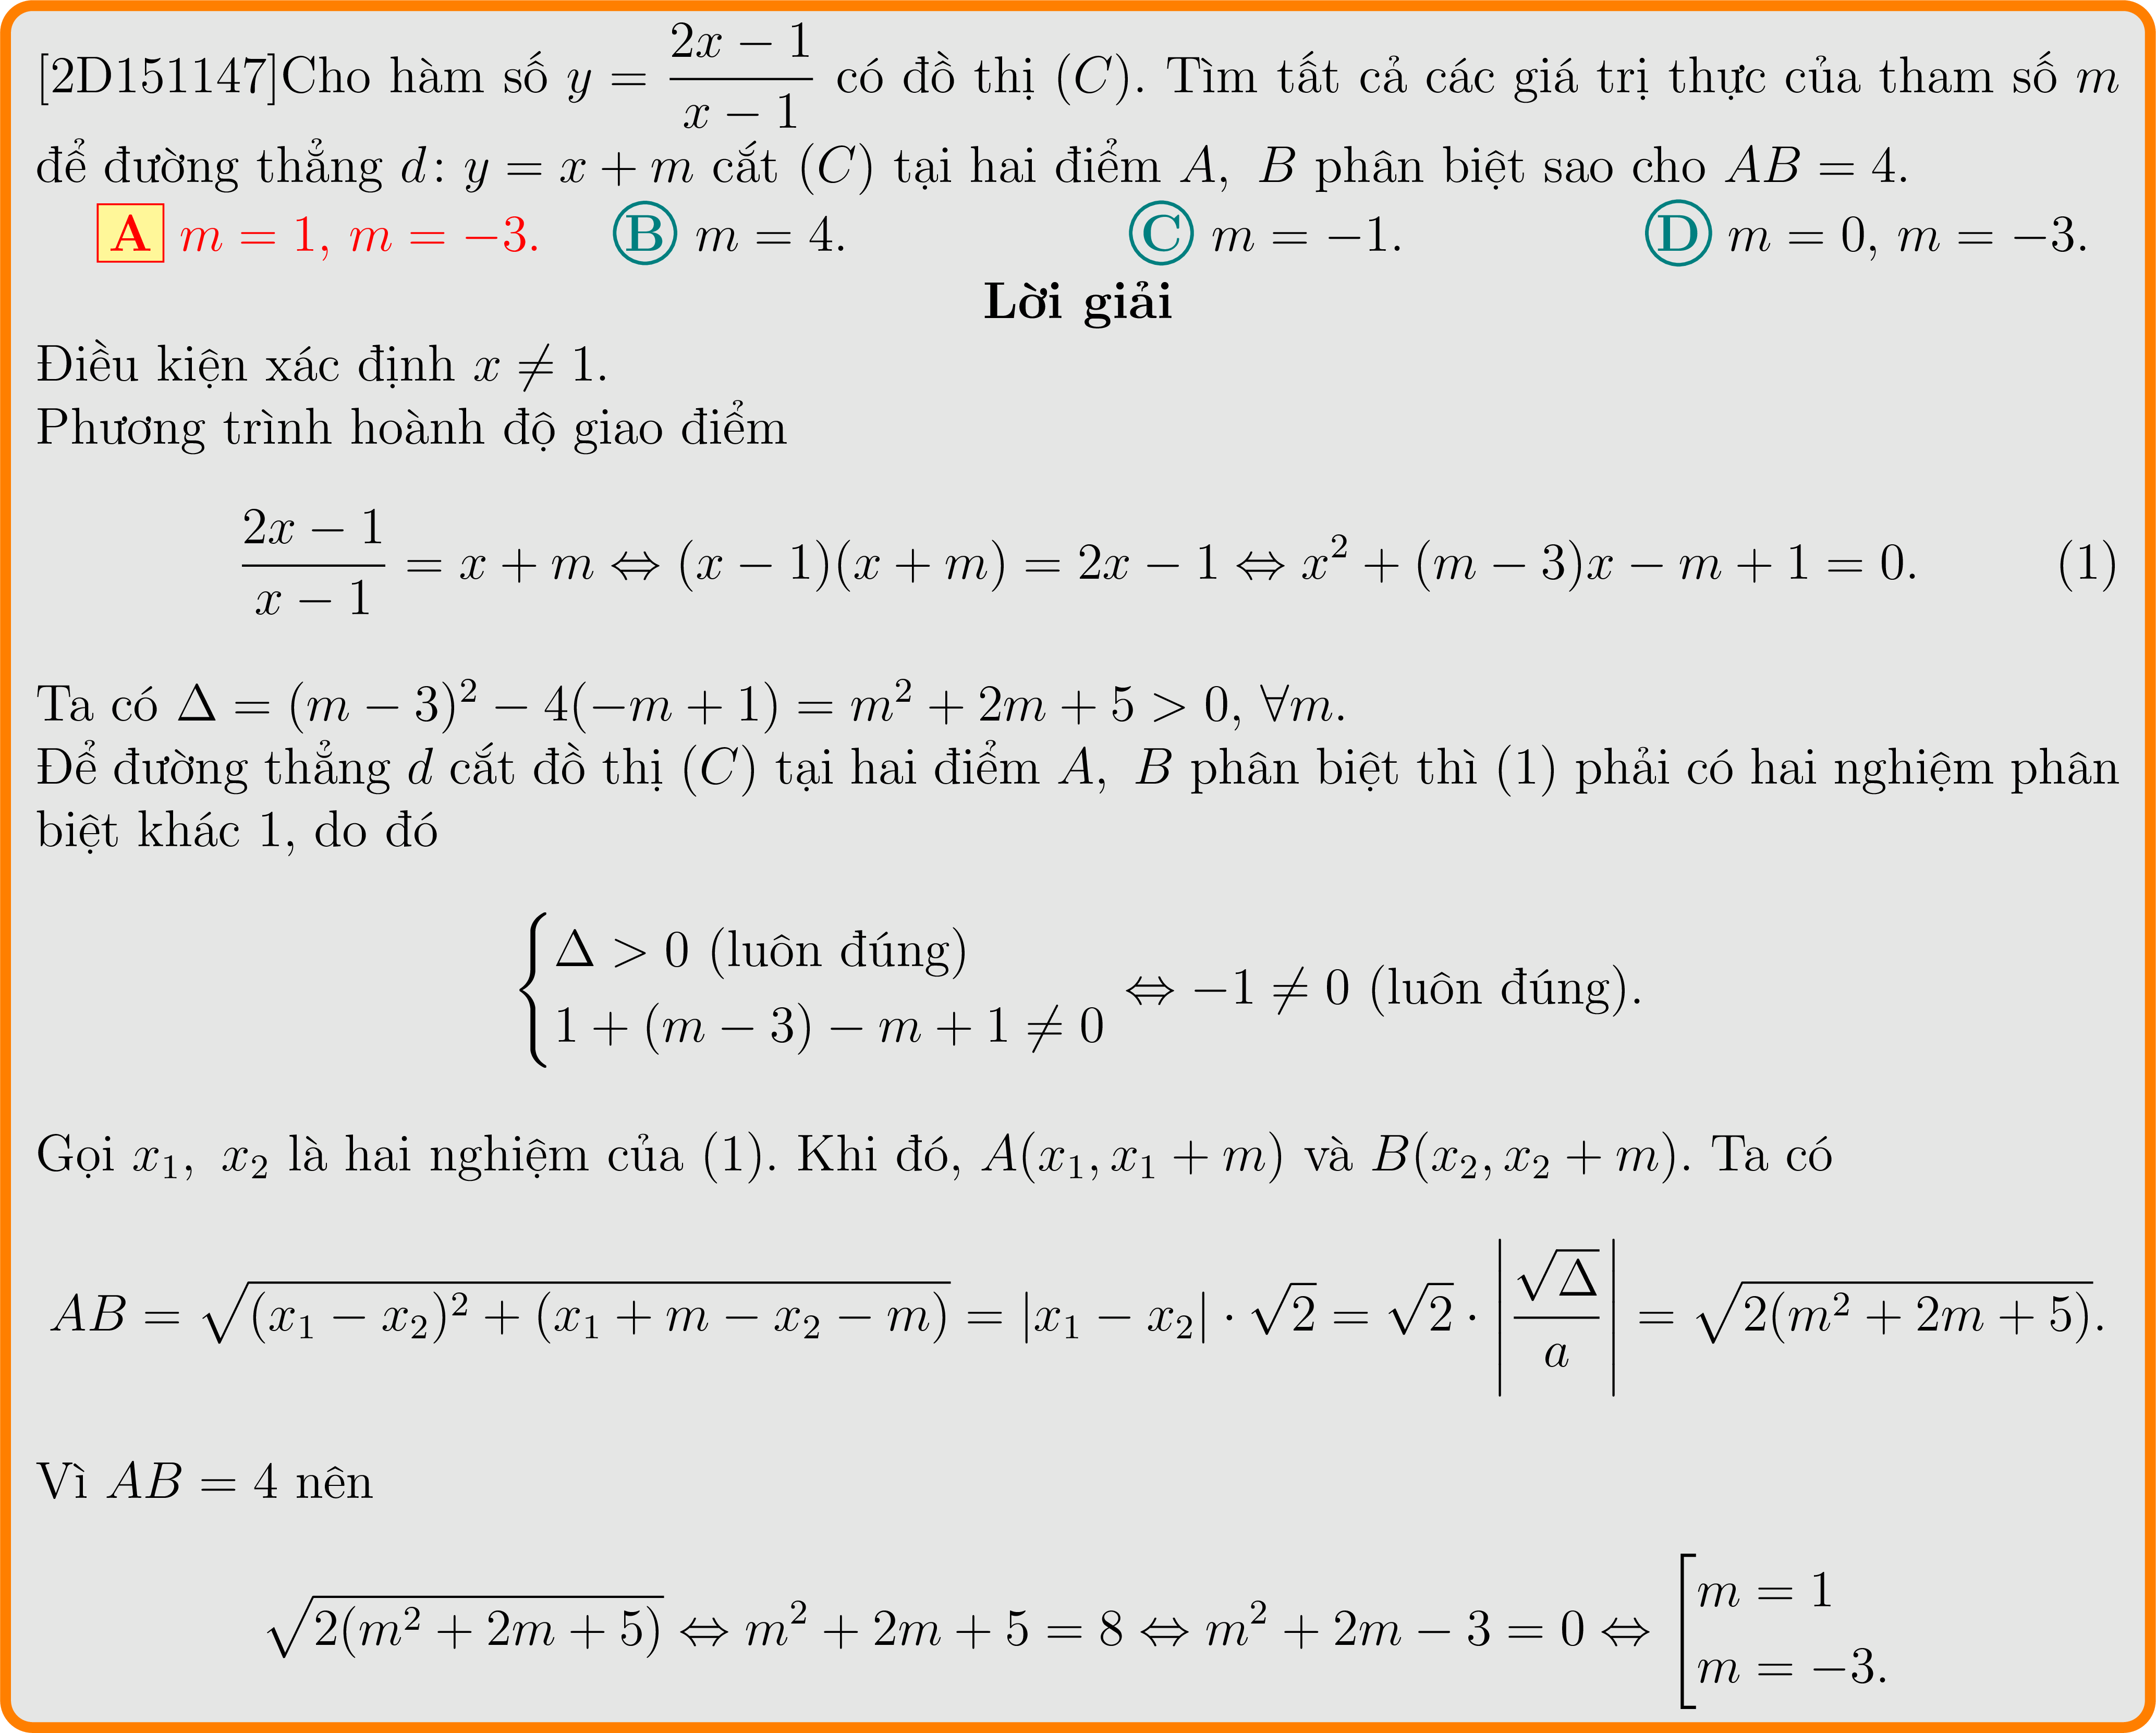 [2D151147]Cho hàm số $y = \dfrac{2x-1}{x-1}$ có đồ thị $(C)$. Tìm tất cả các giá trị thực của tham số $m$
để đường thẳng $d\colon y = x + m$ cắt $(C)$ tại hai điểm $A,\ B$ phân biệt sao cho $AB = 4$.
A $m = 1,\ m = -3.$ B $m = 4.$ C $m = -1.$ D $m = 0,\ m = -3.$
Lời giải
Điều kiện xác định $x \neq 1$.
Phương trình hoành độ giao điểm
$\dfrac{2x-1}{x-1} = x + m \Leftrightarrow (x-1)(x+m) = 2x - 1 \Leftrightarrow x^2 + (m-3)x - m + 1 = 0.$ (1)
Ta có $\Delta = (m-3)^2 - 4(-m+1) = m^2 + 2m + 5 > 0,\ \forall m.$
Để đường thẳng $d$ cắt đồ thị $(C)$ tại hai điểm $A,\ B$ phân biệt thì (1) phải có hai nghiệm phân
biệt khác 1, do đó
$\begin{cases} \Delta > 0 \text{ (luôn đúng)} \\ 1 + (m-3) - m + 1 \neq 0 \end{cases} \Leftrightarrow -1 \neq 0 \text{ (luôn đúng)}.$
Gọi $x_1,\ x_2$ là hai nghiệm của (1). Khi đó, $A(x_1, x_1 + m)$ và $B(x_2, x_2 + m)$. Ta có
$AB = \sqrt{(x_1 - x_2)^2 + (x_1 + m - x_2 - m)} = |x_1 - x_2| \cdot \sqrt{2} = \sqrt{2} \cdot \left|\dfrac{\sqrt{\Delta}}{a}\right| = \sqrt{2(m^2 + 2m + 5)}.$
Vì $AB = 4$ nên
$\sqrt{2(m^2 + 2m + 5)} \Leftrightarrow m^2 + 2m + 5 = 8 \Leftrightarrow m^2 + 2m - 3 = 0 \Leftrightarrow \left[\begin{array}{l} m = 1 \\ m = -3. \end{array}\right.$